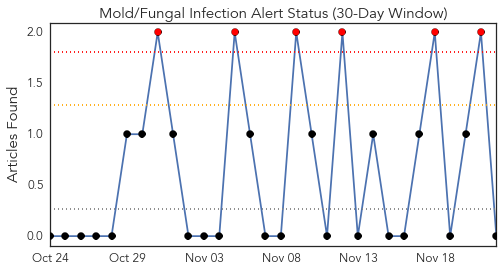 Mold/Fungal Infection Alert Status (30-Day Window)
Articles Found
2.0
1.5
1.0
0.5
0.0
Oct 24 Oct 29 Nov 03 Nov 08 Nov 13 Nov 18